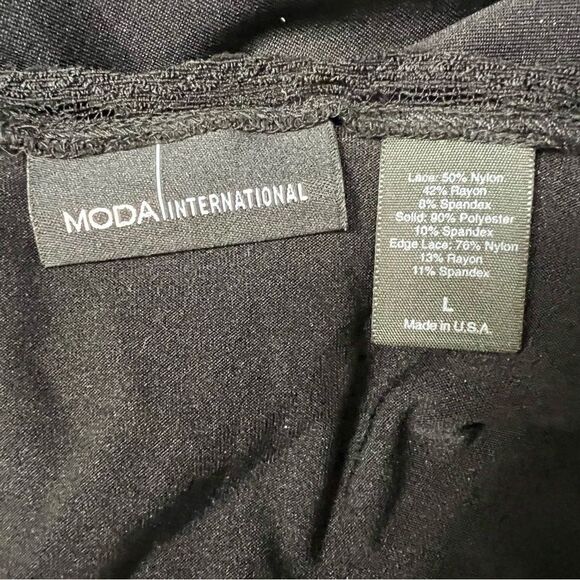 MODA INTERNATIONAL
Lace: 50% Nylon
42% Rayon
8% Spandex
Solid: 90% Polyester
10% Spandex
Edge Lace: 76% Nylon
13% Rayon
11% Spandex
L
Made in U.S.A.